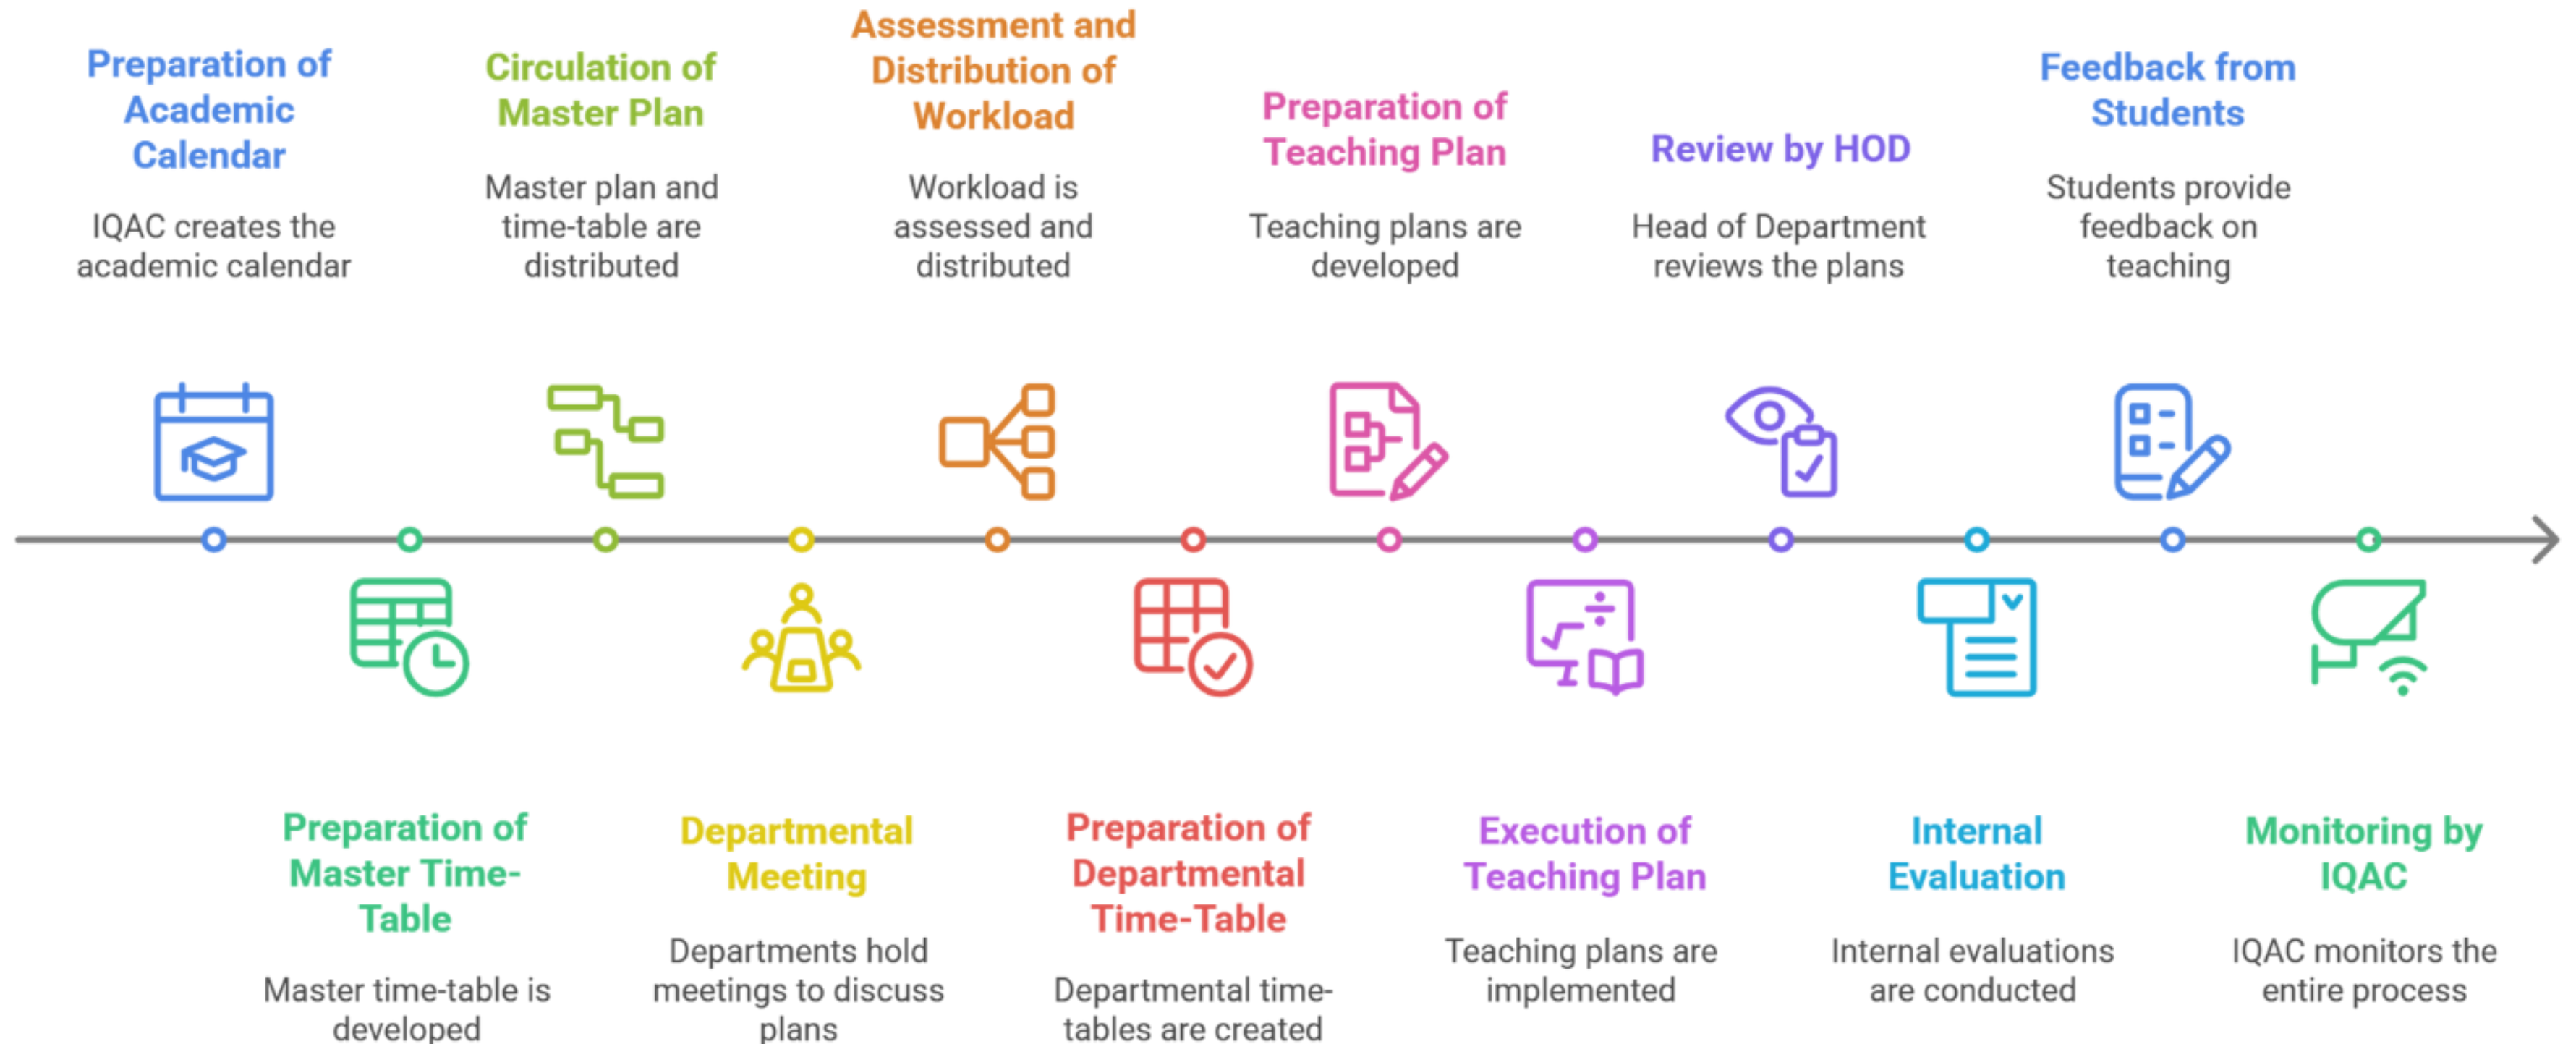 Preparation of
Academic
Calendar
IQAC creates the
academic calendar
Preparation of
Master Time-
Table
Master time-table is
developed
Circulation of
Master Plan
Master plan and
time-table are
distributed
Departmental
Meeting
Departments hold
meetings to discuss
plans
Assessment and
Distribution of
Workload
Workload is
assessed and
distributed
Preparation of
Departmental
Time-Table
Departmental time-
tables are created
Preparation of
Teaching Plan
Teaching plans are
developed
Execution of
Teaching Plan
Teaching plans are
implemented
Review by HOD
Head of Department
reviews the plans
Internal
Evaluation
Internal evaluations
are conducted
Feedback from
Students
Students provide
feedback on
teaching
Monitoring by
IQAC
IQAC monitors the
entire process